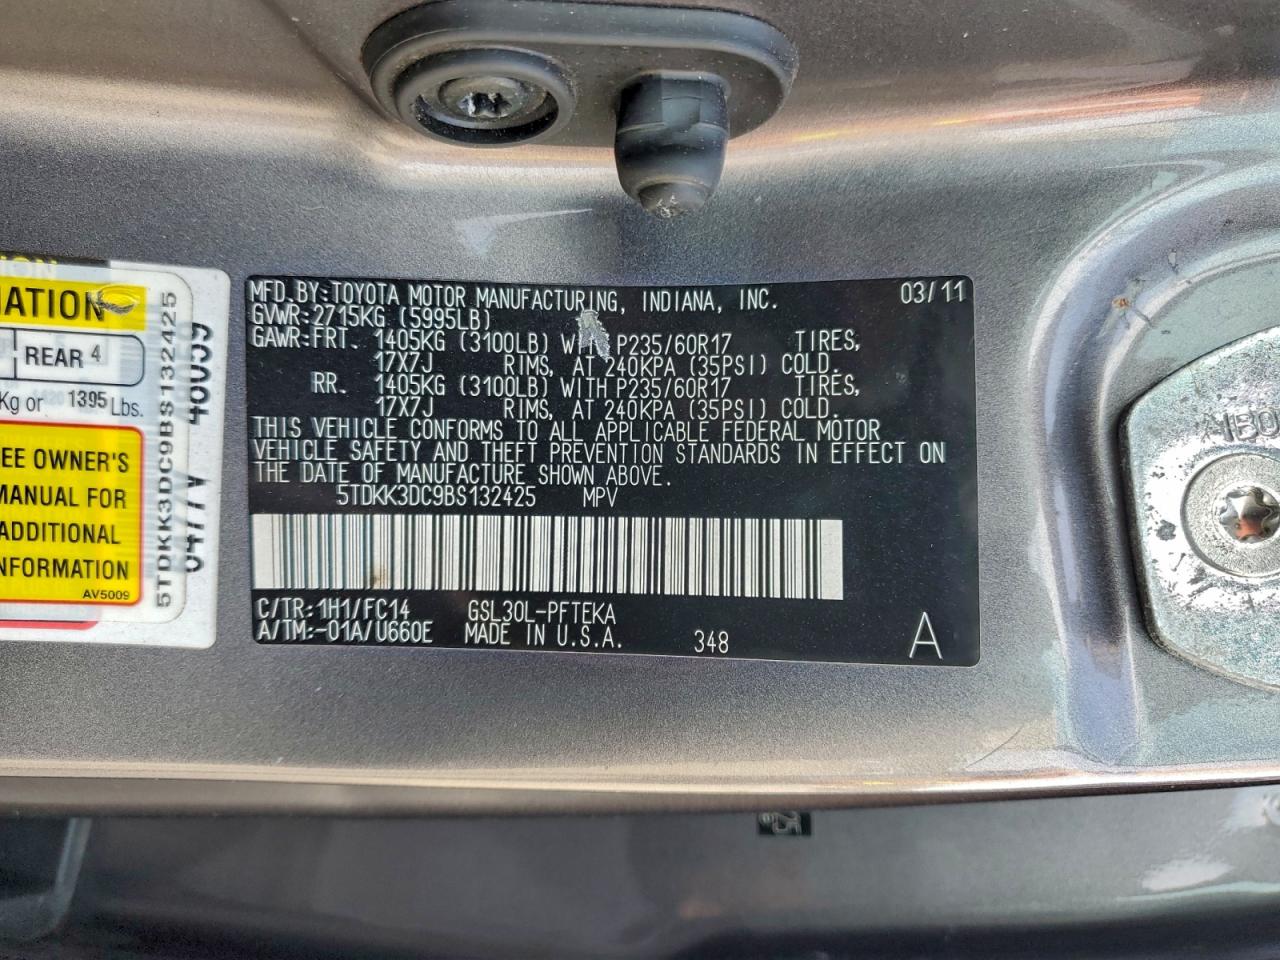 ION
MATION
REAR 4
Kg or 1395 Lbs.
EE OWNER'S
MANUAL FOR
ADDITIONAL
INFORMATION
AV5009
5TDKK3DC9BS132425
MFD.BY:TOYOTA MOTOR MANUFACTURING, INDIANA, INC. 03/11
GVWR:2715KG (5995LB)
GAWR:FRT. 1405KG (3100LB) WITH P235/60R17 TIRES,
17X7J RIMS, AT 240KPA (35PSI) COLD.
RR. 1405KG (3100LB) WITH P235/60R17 TIRES,
17X7J RIMS, AT 240KPA (35PSI) COLD.
THIS VEHICLE CONFORMS TO ALL APPLICABLE FEDERAL MOTOR
VEHICLE SAFETY AND THEFT PREVENTION STANDARDS IN EFFECT ON
THE DATE OF MANUFACTURE SHOWN ABOVE.
5TDKK3DC9BS132425 MPV
C/TR:1H1/FC14 GSL30L-PFTEKA
A/TM:-01A/U660E MADE IN U.S.A. 348 A